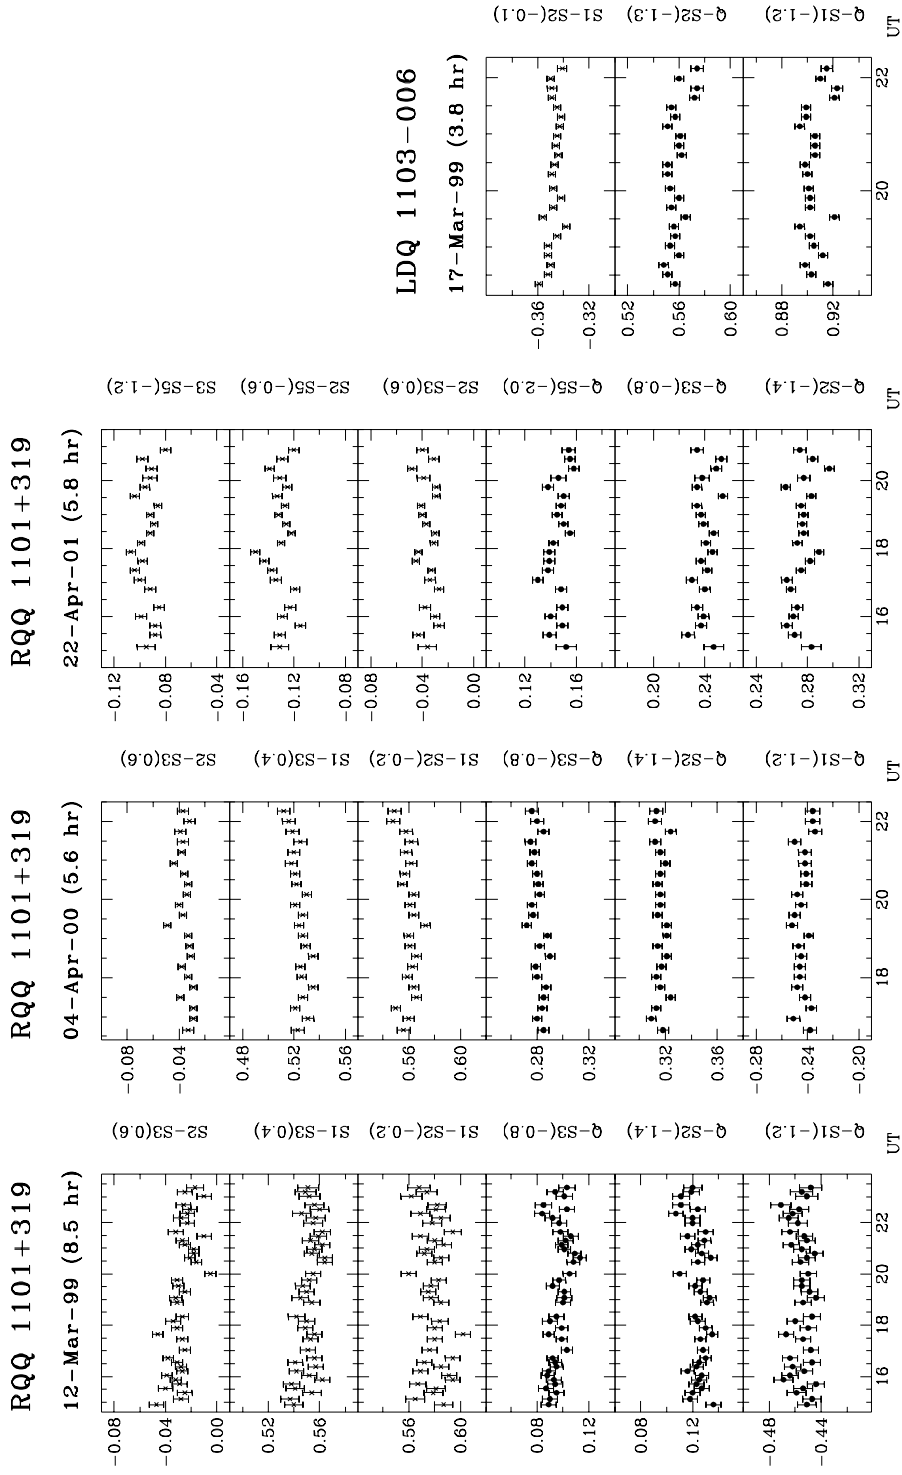 RQQ 1101+319
12-Mar-99 (8.5 hr)
-0.08
-0.04
0.00
S2-S3(0.6)
0.52
0.56
S1-S3(0.4)
0.56
0.60
S1-S2(-0.2)
0.08
0.12
Q-S3(-0.8)
0.08
0.12
Q-S2(-1.4)
-0.48
-0.44
Q-S1(-1.2)
16 18 20 22
UT
RQQ 1101+319
04-Apr-00 (5.6 hr)
-0.08
-0.04
S2-S3(0.6)
0.48
0.52
0.56
S1-S3(0.4)
0.56
0.60
S1-S2(-0.2)
0.28
0.32
Q-S3(-0.8)
0.32
0.36
Q-S2(-1.4)
-0.28
-0.24
-0.20
Q-S1(-1.2)
18 20 22
UT
RQQ 1101+319
22-Apr-01 (5.8 hr)
-0.12
-0.08
-0.04
S3-S5(-1.2)
-0.16
-0.12
-0.08
S2-S5(-0.6)
-0.08
-0.04
0.00
S2-S3(0.6)
0.12
0.16
Q-S5(-2.0)
0.20
0.24
Q-S3(-0.8)
0.24
0.28
0.32
Q-S2(-1.4)
16 18 20
UT
LDQ 1103-006
17-Mar-99 (3.8 hr)
-0.36
-0.32
S1-S2(-0.1)
0.52
0.56
0.60
Q-S2(-1.3)
0.88
0.92
Q-S1(-1.2)
20 22
UT